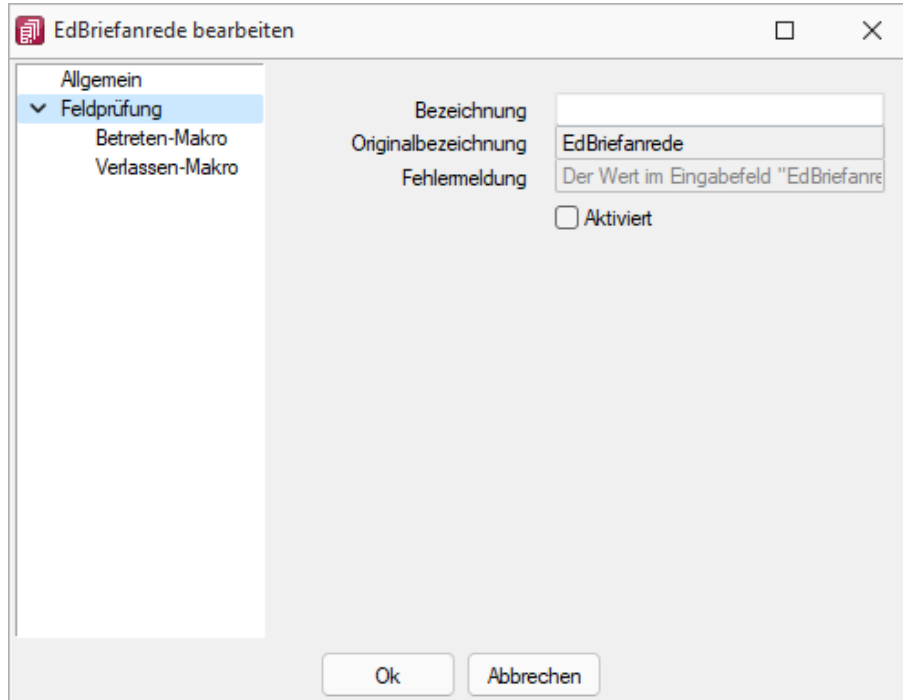 EdBriefanrede bearbeiten
Allgemein
Feldprüfung
Betreten-Makro
Verlassen-Makro
Bezeichnung
Originalbezeichnung EdBriefanrede
Fehlermeldung Der Wert im Eingabefeld "EdBriefanre
Aktiviert
Ok Abbrechen